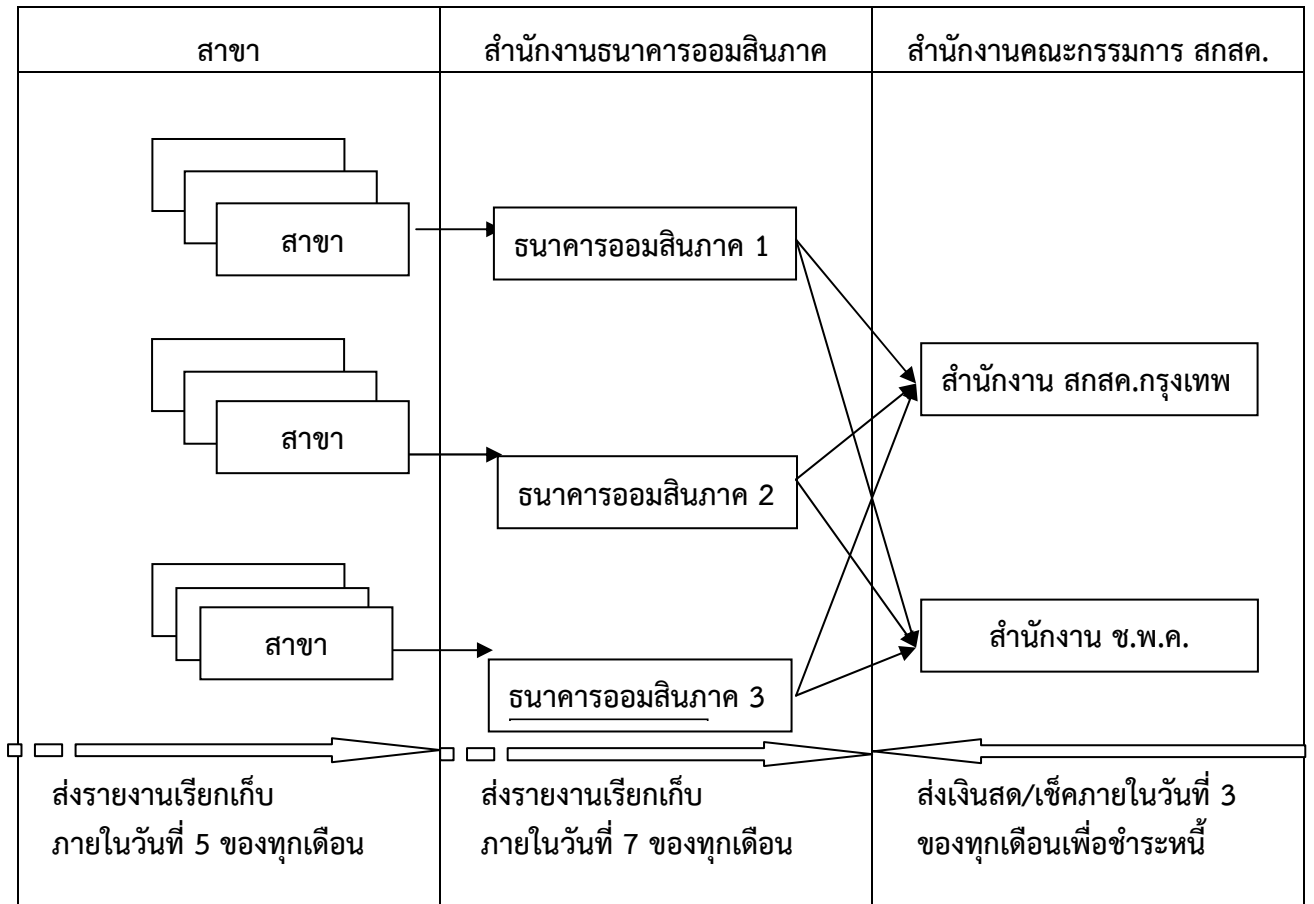 สาขา
สำนักงานธนาคารออมสินภาค
สำนักงานคณะกรรมการ สกสค.
สาขา
ธนาคารออมสินภาค 1
สำนักงาน สกสค.กรุงเทพ
สาขา
ธนาคารออมสินภาค 2
สาขา
สำนักงาน ช.พ.ค.
ธนาคารออมสินภาค 3
ส่งรายงานเรียกเก็บ
ภายในวันที่ 5 ของทุกเดือน
ส่งรายงานเรียกเก็บ
ภายในวันที่ 7 ของทุกเดือน
ส่งเงินสด/เช็คภายในวันที่ 3
ของทุกเดือนเพื่อชำระหนี้